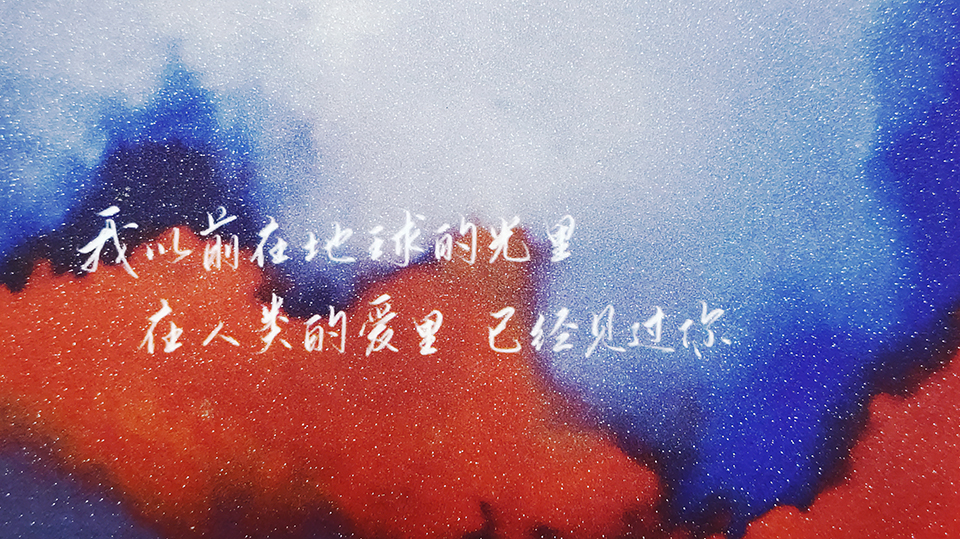 我以前在地球的光里
在人类的爱里 已经见过你